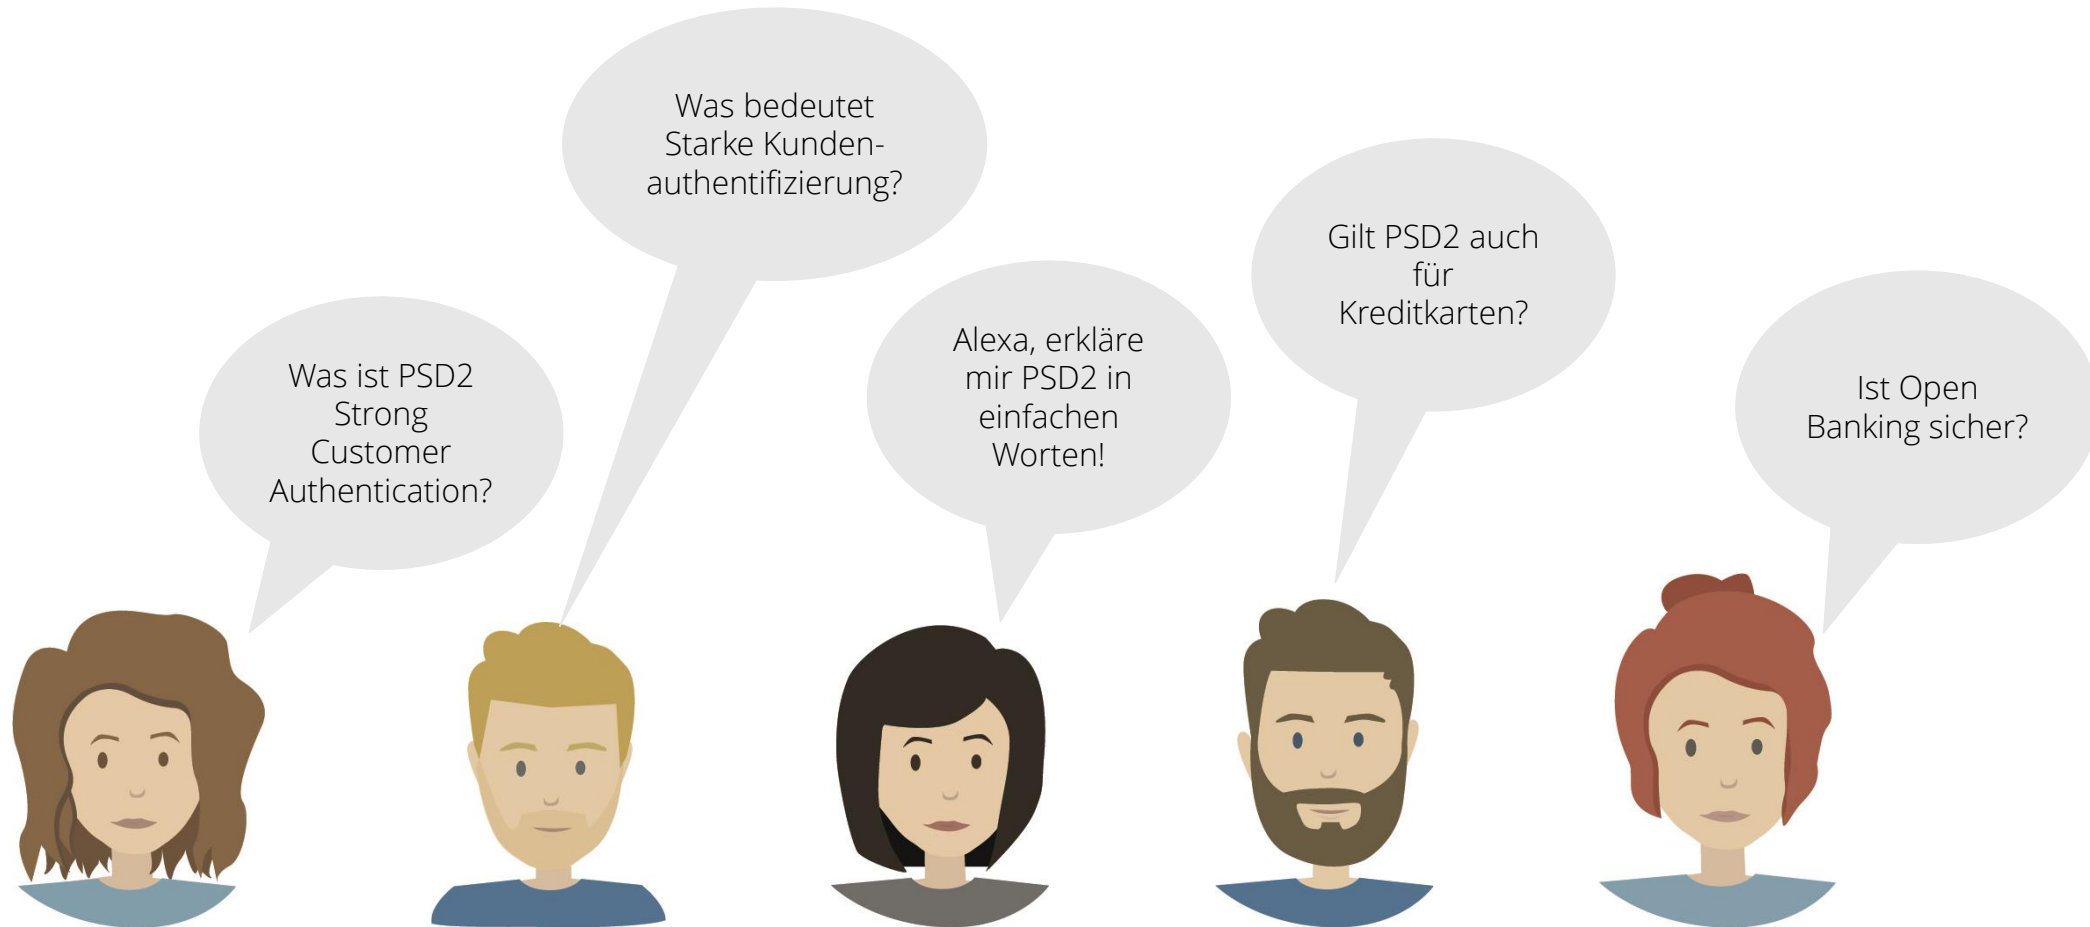 Was ist PSD2
Strong
Customer
Authentication?
Was bedeutet
Starke Kunden-
authentifizierung?
Alexa, erkläre
mir PSD2 in
einfachen
Worten!
Gilt PSD2 auch
für
Kreditkarten?
Ist Open
Banking sicher?